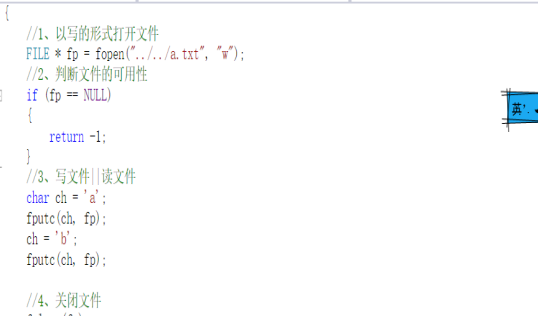 {
//1、以写的形式打开文件
FILE * fp = fopen("../../a.txt", "w");
//2、判断文件的可用性
if (fp == NULL)
{
return -1;
}
//3、写文件||读文件
char ch = 'a';
fputc(ch, fp);
ch = 'b';
fputc(ch, fp);
//4、关闭文件
英